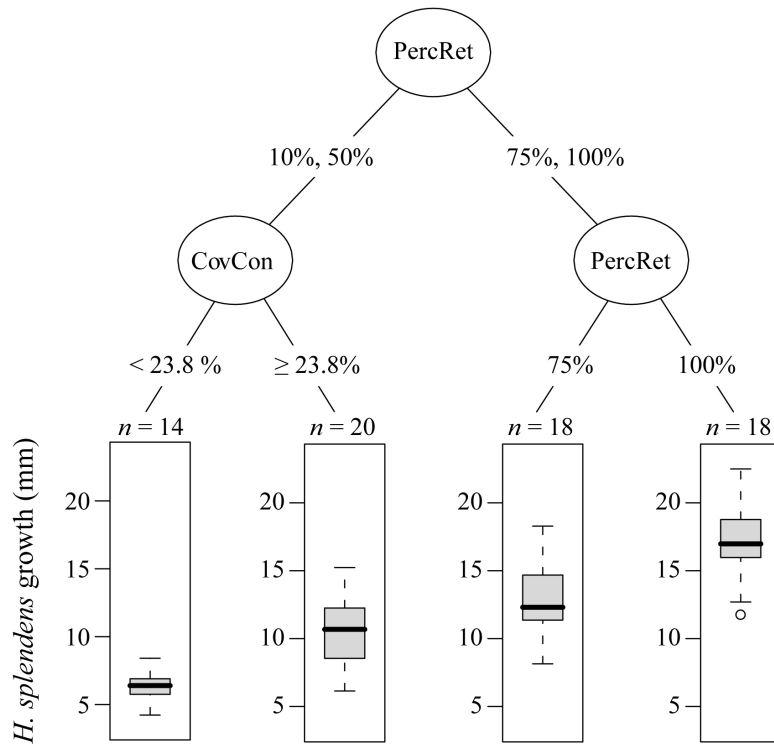 PercRet
10%, 50%
75%, 100%
CovCon
PercRet
< 23.8 %
≥ 23.8%
75%
100%
n = 14
n = 20
n = 18
n = 18
H. splendens growth (mm)
20
15
10
5
20
15
10
5
20
15
10
5
20
15
10
5